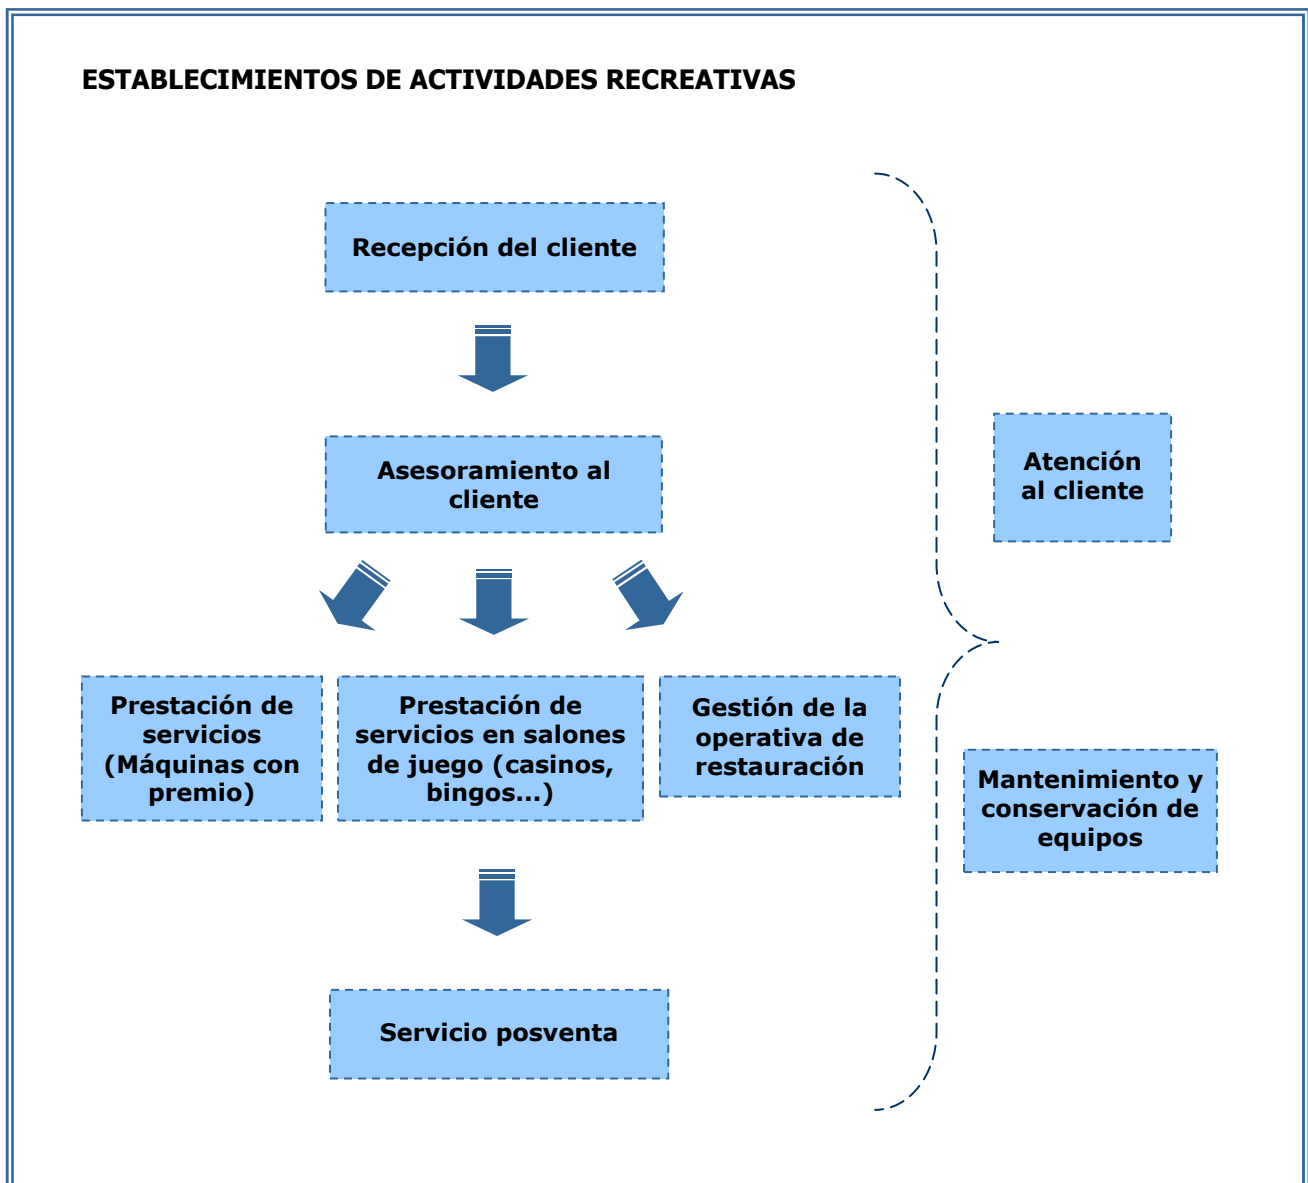 ESTABLECIMIENTOS DE ACTIVIDADES RECREATIVAS
Recepción del cliente
Asesoramiento al
cliente
Atención
al cliente
Prestación de
servicios
(Máquinas con
premio)
Prestación de
servicios en salones
de juego (casinos,
bingos...)
Gestión de la
operativa de
restauración
Mantenimiento y
conservación de
equipos
Servicio posventa